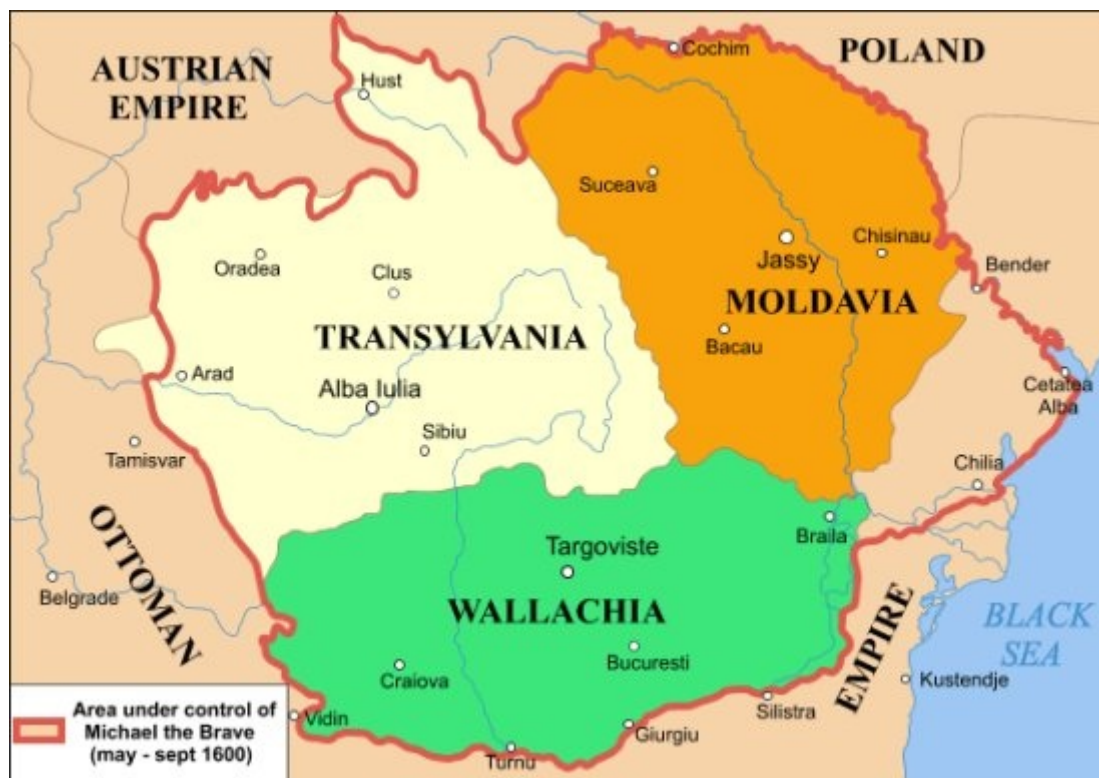 AUSTRIAN
EMPIRE
POLAND
Cochim
Hust
Suceava
Jassy
Chisinau
Bender
Oradea
Clus
MOLDAVIA
TRANSYLVANIA
Bacau
Arad
Alba Iulia
Cetatea
Alba
Sibiu
Tamisvar
Chilia
OTTOMAN
Braila
Targoviste
Belgrade
WALLACHIA
EMPIRE
BLACK
SEA
Bucuresti
Craiova
Kustendje
Silistra
Vidin
Giurgiu
Turnu
Area under control of
Michael the Brave
(may - sept 1600)